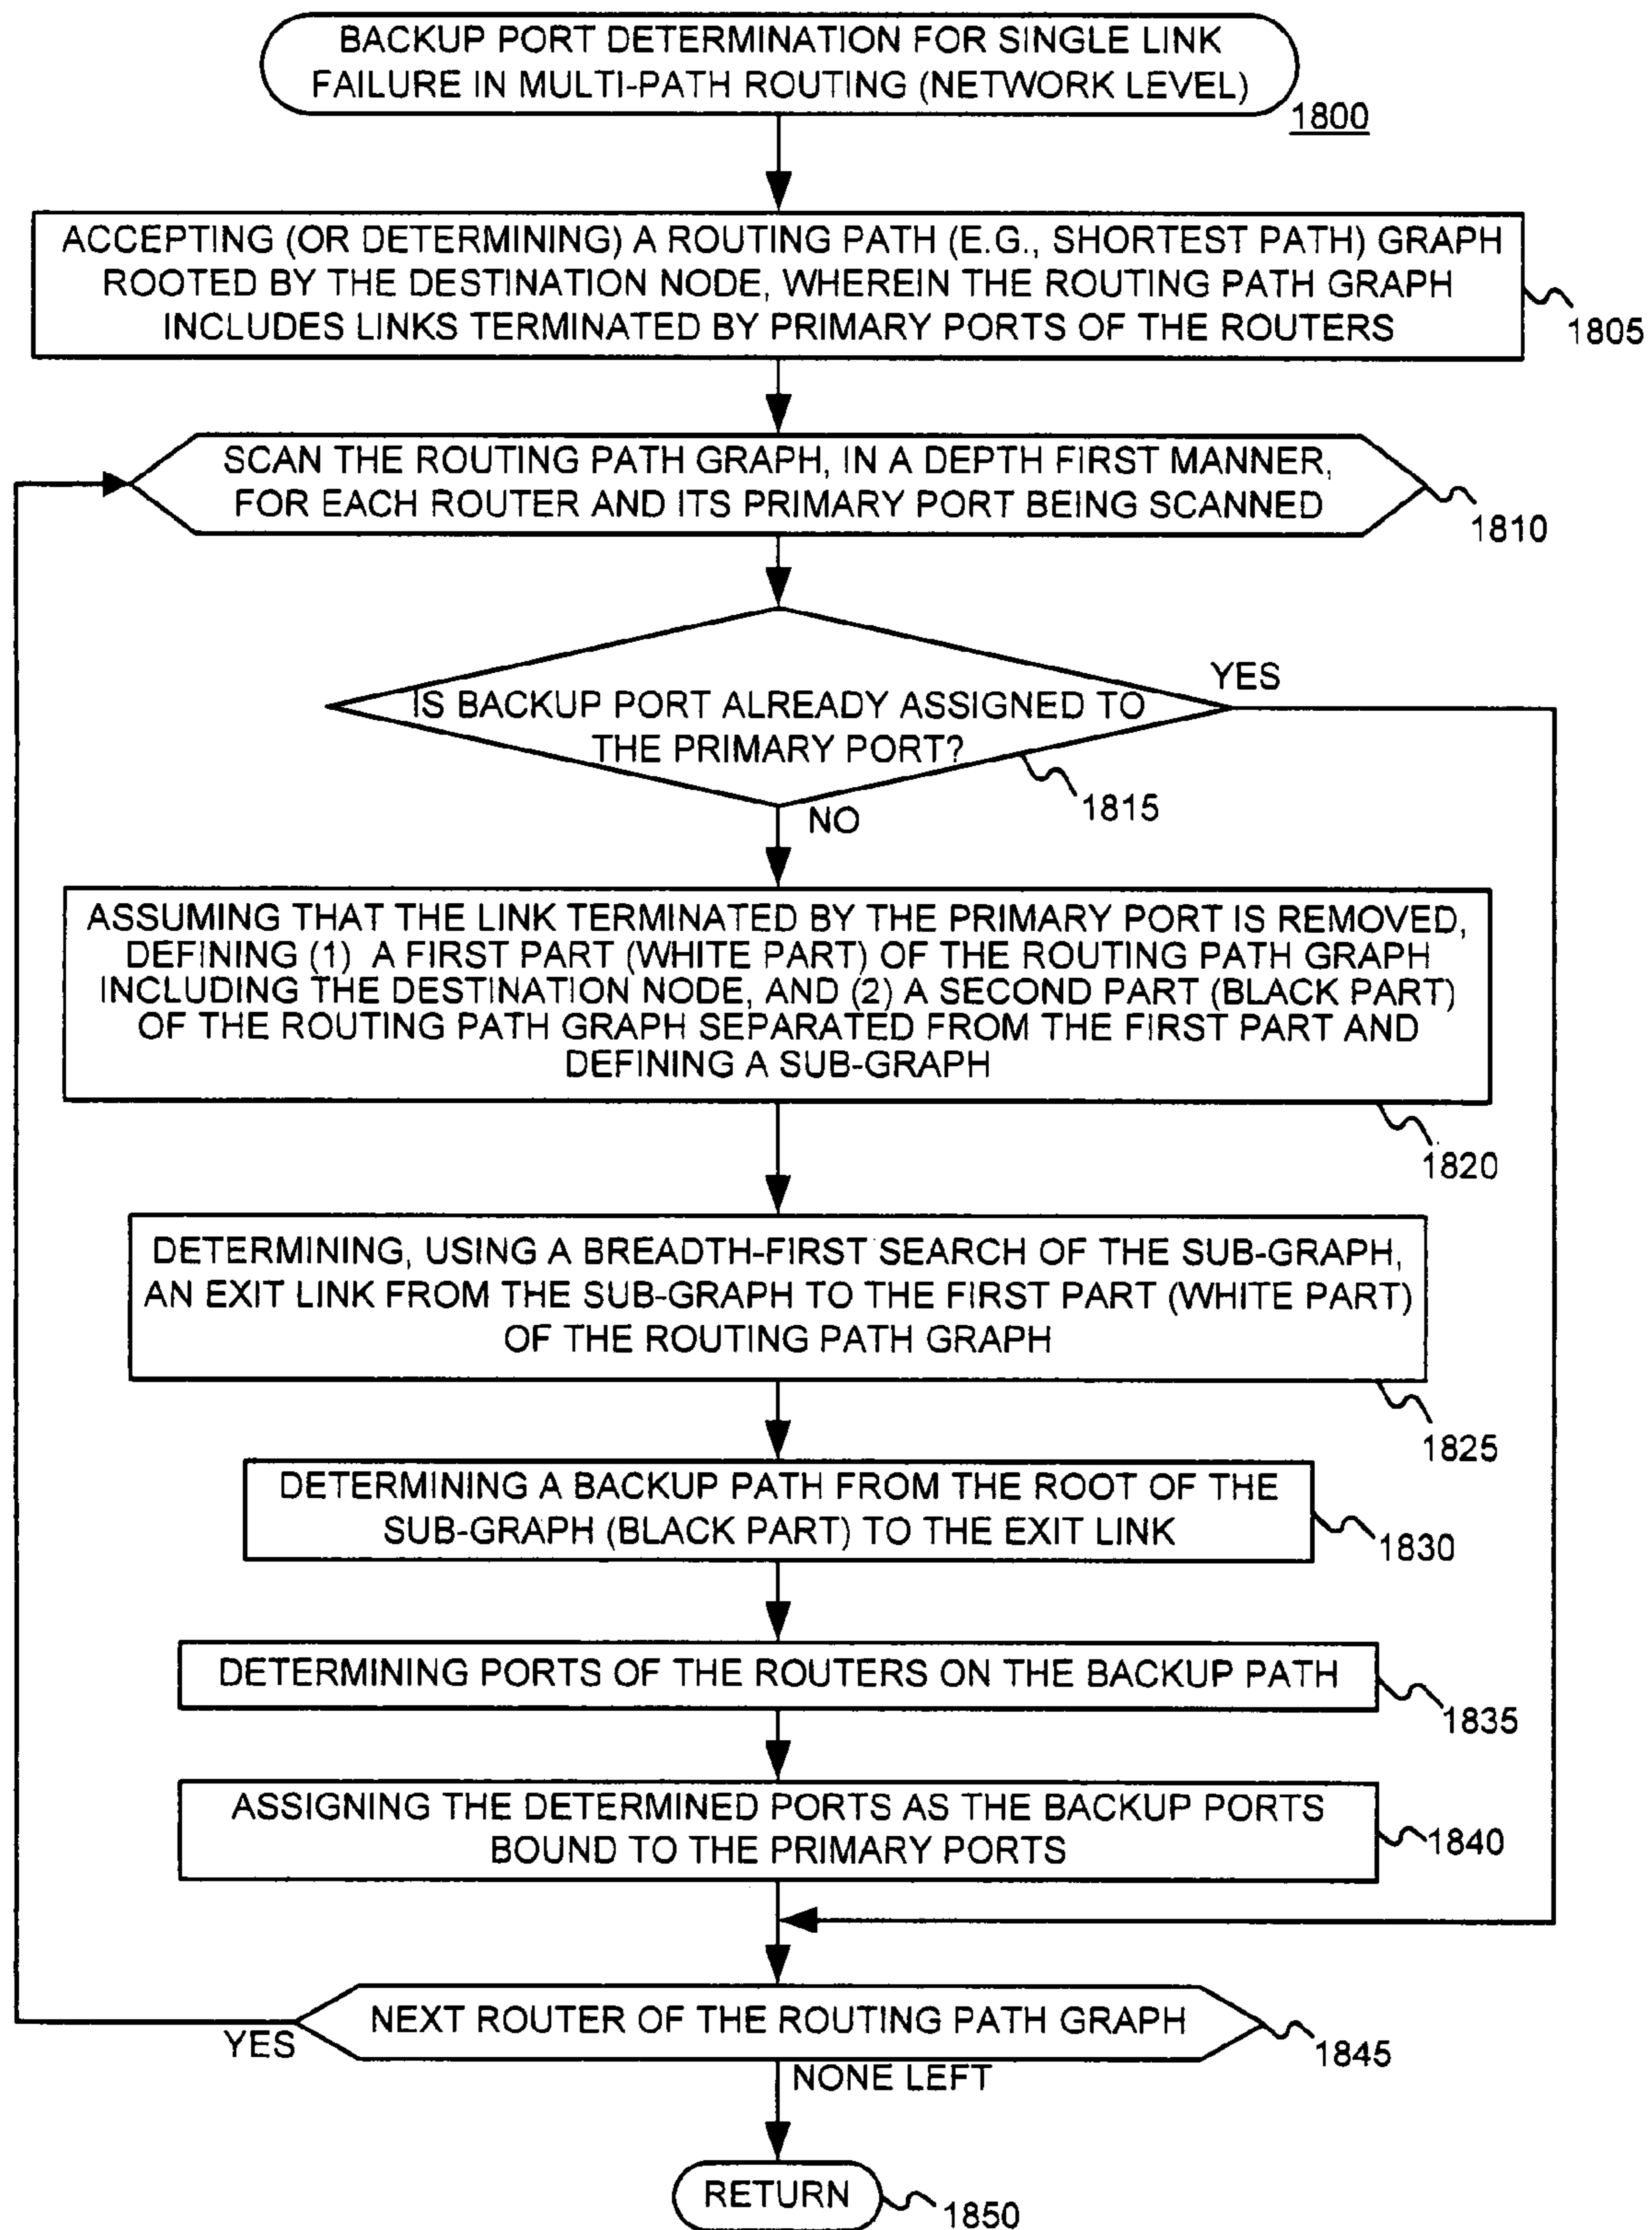 BACKUP PORT DETERMINATION FOR SINGLE LINK
FAILURE IN MULTI-PATH ROUTING (NETWORK LEVEL)
1800
ACCEPTING (OR DETERMINING) A ROUTING PATH (E.G., SHORTEST PATH) GRAPH
ROOTED BY THE DESTINATION NODE, WHEREIN THE ROUTING PATH GRAPH
INCLUDES LINKS TERMINATED BY PRIMARY PORTS OF THE ROUTERS
1805
SCAN THE ROUTING PATH GRAPH, IN A DEPTH FIRST MANNER,
FOR EACH ROUTER AND ITS PRIMARY PORT BEING SCANNED
1810
IS BACKUP PORT ALREADY ASSIGNED TO
THE PRIMARY PORT?
YES
1815
NO
ASSUMING THAT THE LINK TERMINATED BY THE PRIMARY PORT IS REMOVED,
DEFINING (1) A FIRST PART (WHITE PART) OF THE ROUTING PATH GRAPH
INCLUDING THE DESTINATION NODE, AND (2) A SECOND PART (BLACK PART)
OF THE ROUTING PATH GRAPH SEPARATED FROM THE FIRST PART AND
DEFINING A SUB-GRAPH
1820
DETERMINING, USING A BREADTH-FIRST SEARCH OF THE SUB-GRAPH,
AN EXIT LINK FROM THE SUB-GRAPH TO THE FIRST PART (WHITE PART)
OF THE ROUTING PATH GRAPH
1825
DETERMINING A BACKUP PATH FROM THE ROOT OF THE
SUB-GRAPH (BLACK PART) TO THE EXIT LINK
1830
DETERMINING PORTS OF THE ROUTERS ON THE BACKUP PATH
1835
ASSIGNING THE DETERMINED PORTS AS THE BACKUP PORTS
BOUND TO THE PRIMARY PORTS
1840
NEXT ROUTER OF THE ROUTING PATH GRAPH
YES
1845
NONE LEFT
RETURN
1850